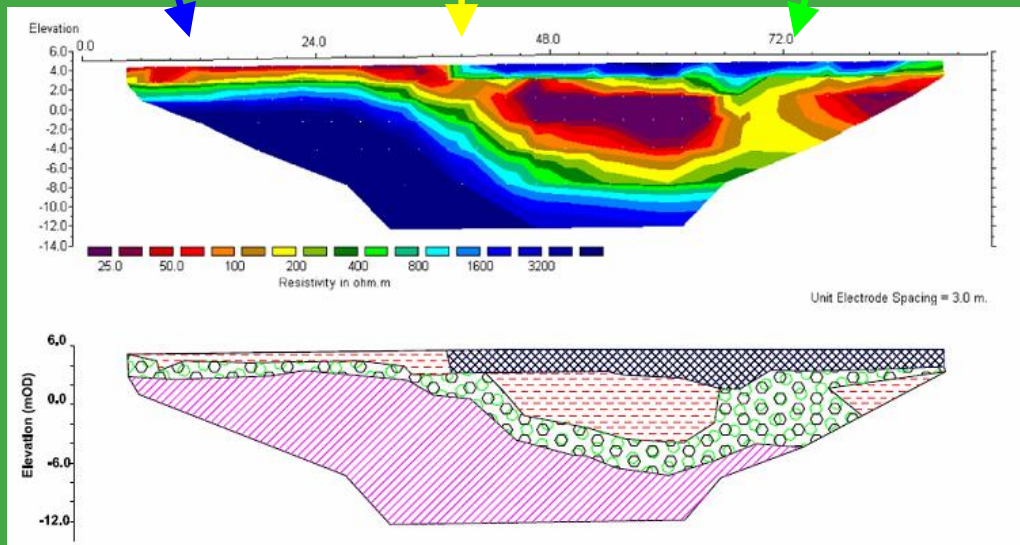 Elevation
0.0 24.0 48.0 72.0
6.0
4.0
2.0
0.0
-2.0
-4.0
-6.0
-8.0
-10.0
-12.0
-14.0
25.0 50.0 100 200 400 800 1600 3200
Resistivity in ohm.m
Unit Electrode Spacing = 3.0 m.
Elevation (mOD)
6.0
0.0
-6.0
-12.0